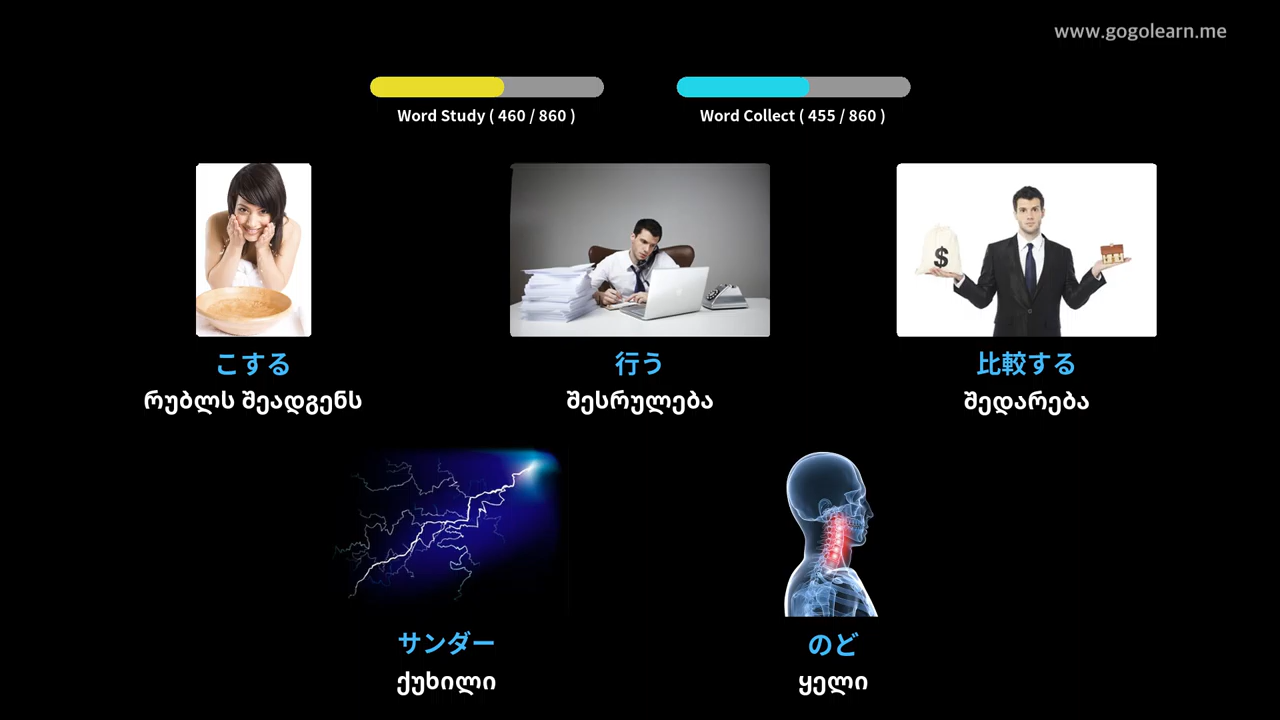 www.gogolearn.me
Word Study ( 460 / 860 )
Word Collect ( 455 / 860 )
$
こする
რუბლს შეადგენს
行う
შესრულება
比較する
შედარება
サンダー
ქუხილი
のど
ყელი